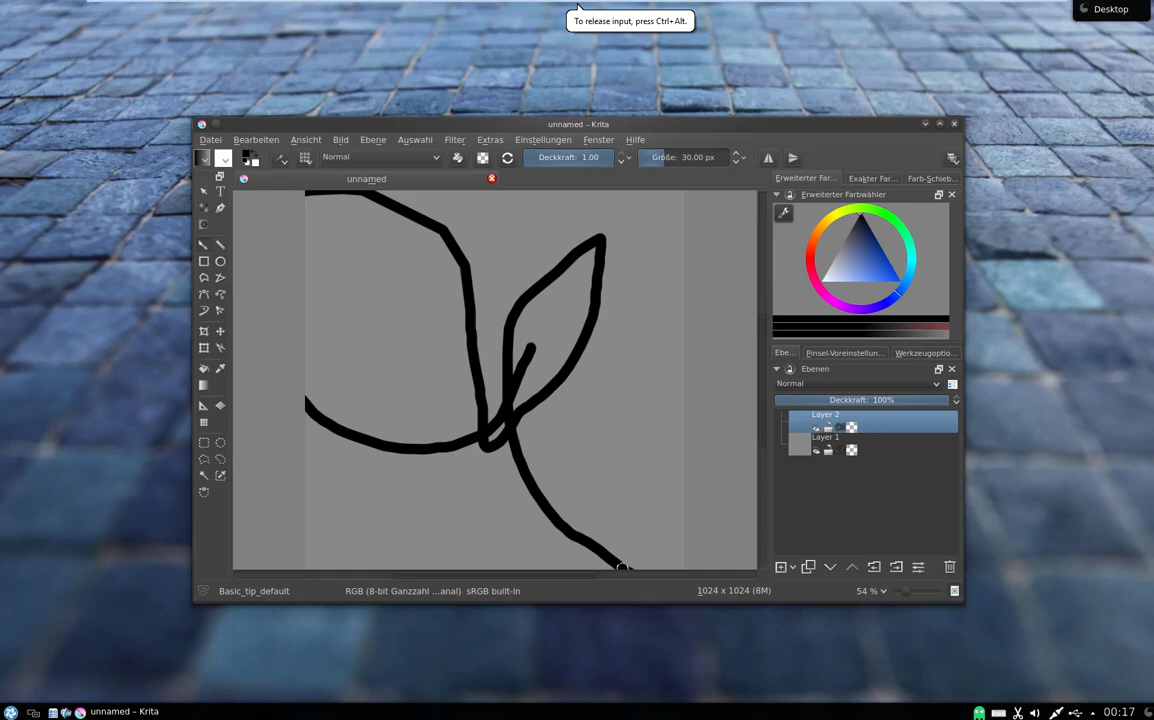 To release input, press Ctrl+Alt.
Desktop
unnamed – Krita
Datei Bearbeiten Ansicht Bild Ebene Auswahl Filter Extras Einstellungen Fenster Hilfe
Normal Deckkraft: 1.00 Größe: 30.00 px
unnamed
Erweiterter Far... Exakter Far... Farb-Schieb...
Erweiterter Farbwähler
Ebe... Pinsel-Voreinstellun... Werkzeugoptio...
Ebenen
Normal
Deckkraft: 100%
Layer 2
Layer 1
Basic_tip_default RGB (8-bit Ganzzahl ...anal) sRGB built-in 1024 x 1024 (8M) 54 %
unnamed – Krita 00:17